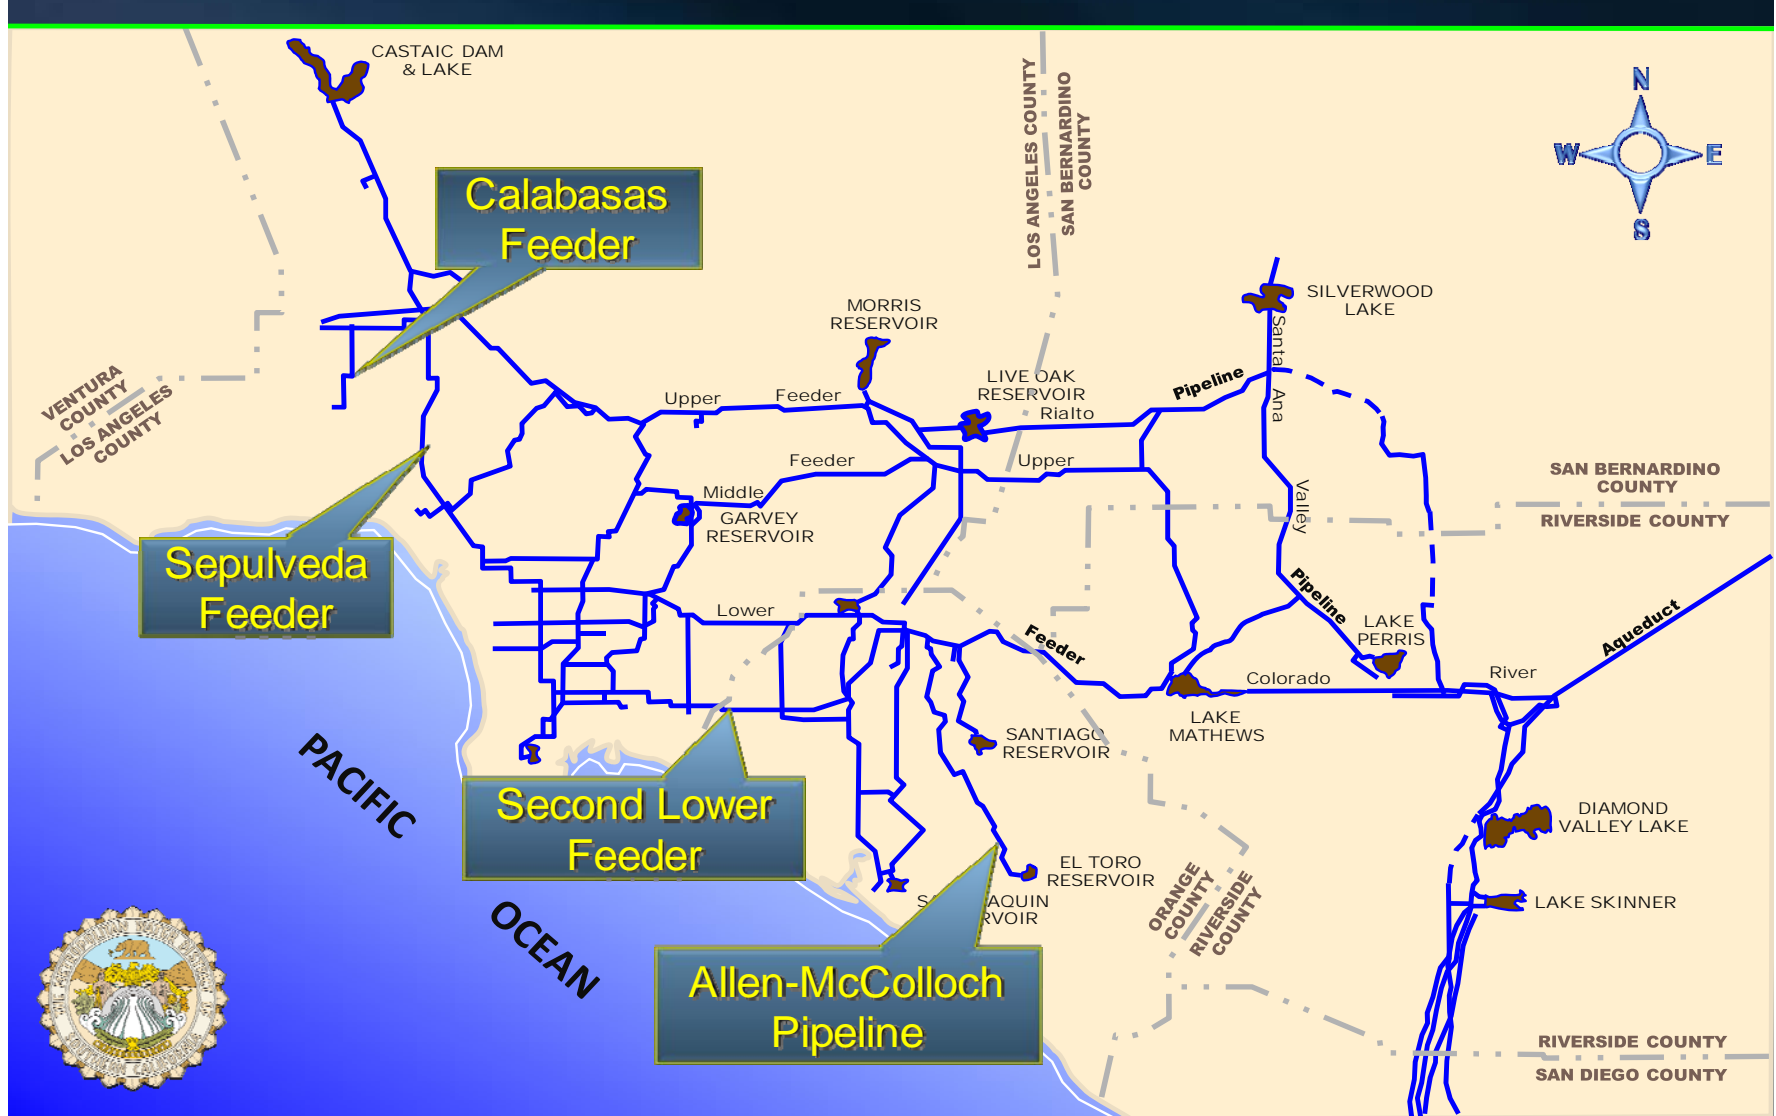 CASTAIC DAM
& LAKE
LOS ANGELES COUNTY
SAN BERNARDINO
COUNTY
N
W
E
S
Calabasas
Feeder
MORRIS
RESERVOIR
SILVERWOOD
LAKE
LIVE OAK
RESERVOIR
Rialto
Pipeline
Santa
Ana
Valley
Pipeline
VENTURA
COUNTY
LOS ANGELES
COUNTY
Upper
Feeder
Feeder
Upper
Middle
GARVEY
RESERVOIR
SAN BERNARDINO
COUNTY
RIVERSIDE COUNTY
Sepulveda
Feeder
Lower
Feeder
LAKE
PERRIS
Aqueduct
Colorado
River
LAKE
MATHEWS
SANTIAGO
RESERVOIR
PACIFIC
OCEAN
Second Lower
Feeder
DIAMOND
VALLEY LAKE
EL TORO
RESERVOIR
ORANGE
COUNTY
RIVERSIDE
COUNTY
LAKE SKINNER
Allen-McColloch
Pipeline
RIVERSIDE COUNTY
SAN DIEGO COUNTY